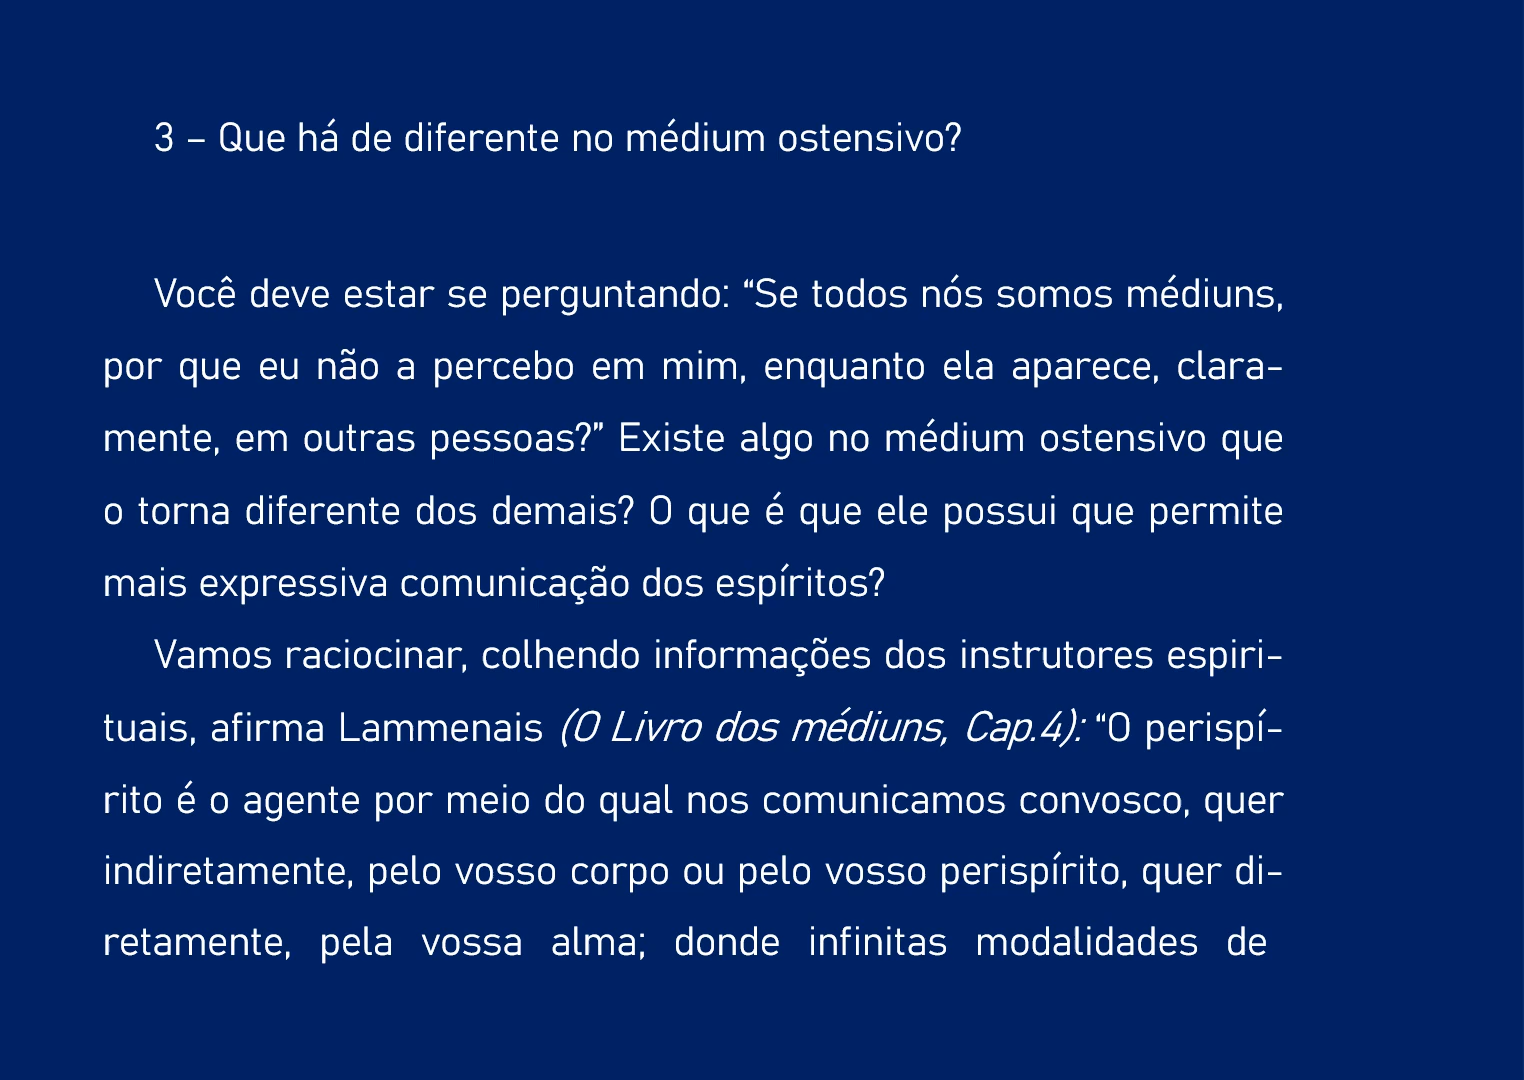 3 – Que há de diferente no médium ostensivo?
Você deve estar se perguntando: “Se todos nós somos médiuns,
por que eu não a percebo em mim, enquanto ela aparece, clara-
mente, em outras pessoas?” Existe algo no médium ostensivo que
o torna diferente dos demais? O que é que ele possui que permite
mais expressiva comunicação dos espíritos?
Vamos raciocinar, colhendo informações dos instrutores espiri-
tuais, afirma Lammenais (O Livro dos médiuns, Cap.4): “O perispí-
rito é o agente por meio do qual nos comunicamos convosco, quer
indiretamente, pelo vosso corpo ou pelo vosso perispírito, quer di-
retamente, pela vossa alma; donde infinitas modalidades de